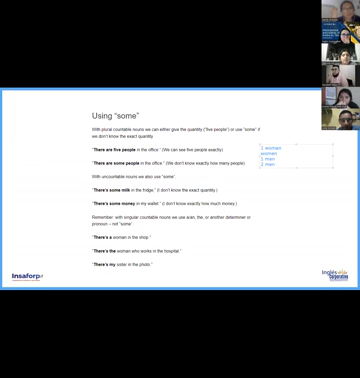 Using "some"
With plural countable nouns we can either give the quantity ("five people") or use "some" if
we don't know the exact quantity.
"There are five people in the office." (We can see five people exactly)
"There are some people in the office." (We don't know exactly how many people)
With uncountable nouns we also use "some".
"There's some milk in the fridge." (I don't know the exact quantity.)
"There's some money in my wallet." (I don't know exactly how much money.)
Remember: with singular countable nouns we use a/an, the, or another determiner or
pronoun – not "some".
"There's a woman in the shop."
"There's the woman who works in the hospital."
"There's my sister in the photo."
1 woman
women
1 man
2 men
Insaforp
Inglés
Corporativo